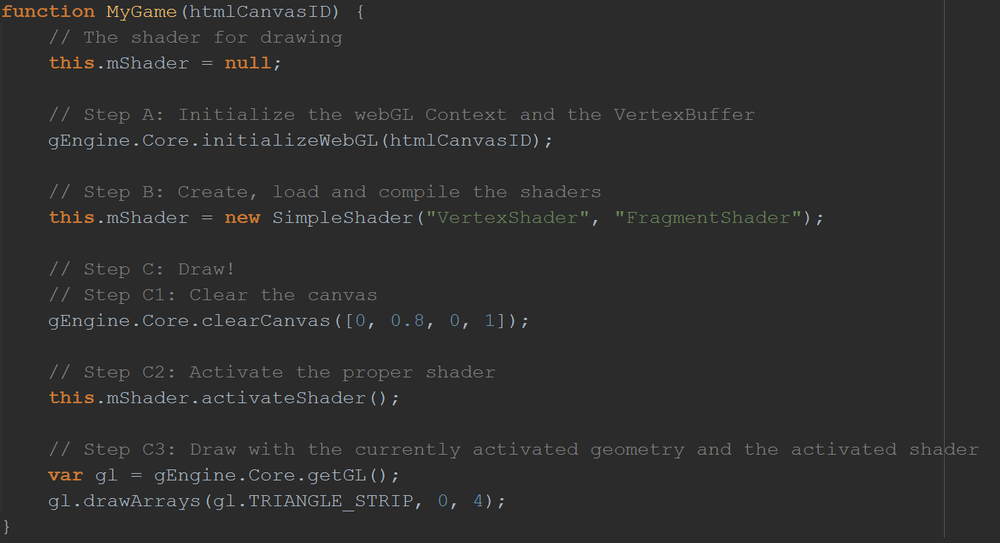 function MyGame(htmlCanvasID) {
    // The shader for drawing
    this.mShader = null;

    // Step A: Initialize the webGL Context and the VertexBuffer
    gEngine.Core.initializeWebGL(htmlCanvasID);

    // Step B: Create, load and compile the shaders
    this.mShader = new SimpleShader("VertexShader", "FragmentShader");

    // Step C: Draw!
    // Step C1: Clear the canvas
    gEngine.Core.clearCanvas([0, 0.8, 0, 1]);

    // Step C2: Activate the proper shader
    this.mShader.activateShader();

    // Step C3: Draw with the currently activated geometry and the activated shader
    var gl = gEngine.Core.getGL();
    gl.drawArrays(gl.TRIANGLE_STRIP, 0, 4);
}